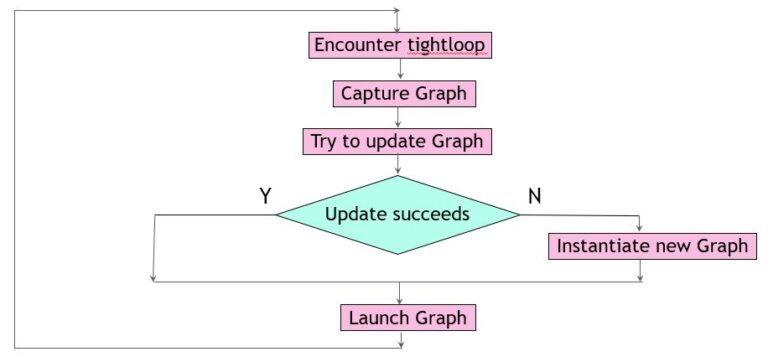 Encounter tightloop
Capture Graph
Try to update Graph
Y
N
Update succeeds
Instantiate new Graph
Launch Graph